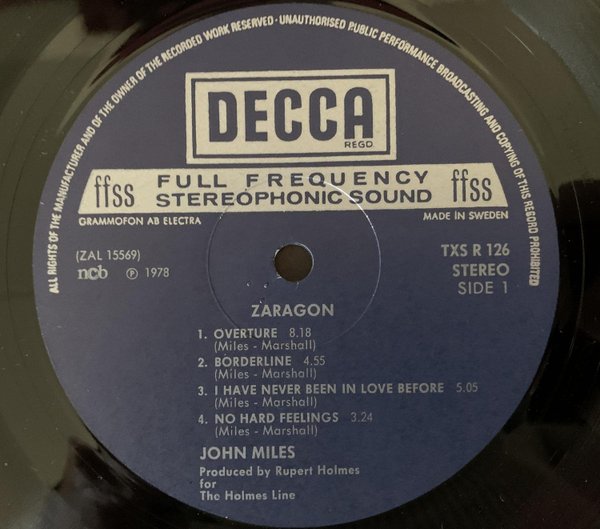 ALL RIGHTS OF THE MANUFACTURER AND OF THE OWNER OF THE RECORDED WORK RESERVED · UNAUTHORISED PUBLIC PERFORMANCE BROADCASTING AND COPYING OF THIS RECORD PROHIBITED
DECCA
REGD
ffss FULL FREQUENCY STEREOPHONIC SOUND ffss
GRAMMOFON AB ELECTRA
MADE IN SWEDEN
(ZAL 15569)
TXS R 126
ncb ℗ 1978
STEREO
SIDE 1
ZARAGON
1. OVERTURE 8.18
(Miles - Marshall)
2. BORDERLINE 4.55
(Miles - Marshall)
3. I HAVE NEVER BEEN IN LOVE BEFORE 5.05
(Miles - Marshall)
4. NO HARD FEELINGS 3.24
(Miles - Marshall)
JOHN MILES
Produced by Rupert Holmes
for
The Holmes Line